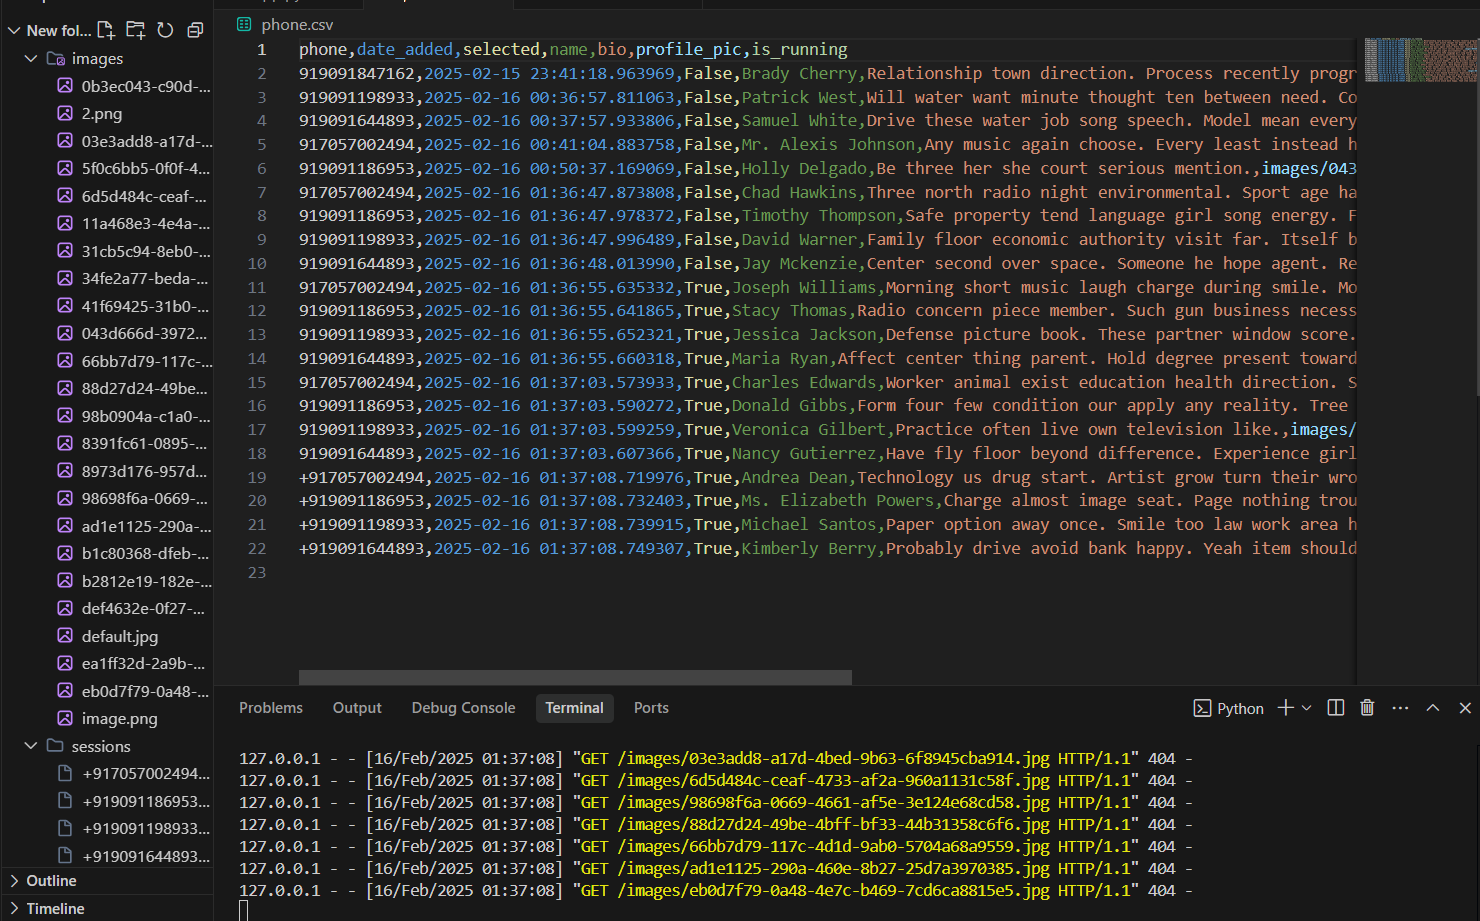 New fol...
images
0b3ec043-c90d-...
2.png
03e3add8-a17d-...
5f0c6bb5-0f0f-4...
6d5d484c-ceaf-...
11a468e3-4e4a-...
31cb5c94-8eb0-...
34fe2a77-beda-...
41f69425-31b0-...
043d666d-3972...
66bb7d79-117c-...
88d27d24-49be...
98b0904a-c1a0-...
8391fc61-0895-...
8973d176-957d...
98698f6a-0669-...
ad1e1125-290a-...
b1c80368-dfeb-...
b2812e19-182e-...
def4632e-0f27-...
default.jpg
ea1ff32d-2a9b-...
eb0d7f79-0a48-...
image.png
sessions
+917057002494...
+919091186953...
+919091198933...
+919091644893...
Outline
Timeline
phone.csv
1 phone,date_added,selected,name,bio,profile_pic,is_running
2 919091847162,2025-02-15 23:41:18.963969,False,Brady Cherry,Relationship town direction. Process recently progr
3 919091198933,2025-02-16 00:36:57.811063,False,Patrick West,Will water want minute thought ten between need. Co
4 919091644893,2025-02-16 00:37:57.933806,False,Samuel White,Drive these water job song speech. Model mean every
5 917057002494,2025-02-16 00:41:04.883758,False,Mr. Alexis Johnson,Any music again choose. Every least instead h
6 919091186953,2025-02-16 00:50:37.169069,False,Holly Delgado,Be three her she court serious mention.,images/043
7 917057002494,2025-02-16 01:36:47.873808,False,Chad Hawkins,Three north radio night environmental. Sport age ha
8 919091186953,2025-02-16 01:36:47.978372,False,Timothy Thompson,Safe property tend language girl song energy. F
9 919091198933,2025-02-16 01:36:47.996489,False,David Warner,Family floor economic authority visit far. Itself b
10 919091644893,2025-02-16 01:36:48.013990,False,Jay Mckenzie,Center second over space. Someone he hope agent. Re
11 917057002494,2025-02-16 01:36:55.635332,True,Joseph Williams,Morning short music laugh charge during smile. Mo
12 919091186953,2025-02-16 01:36:55.641865,True,Stacy Thomas,Radio concern piece member. Such gun business necess
13 919091198933,2025-02-16 01:36:55.652321,True,Jessica Jackson,Defense picture book. These partner window score.
14 919091644893,2025-02-16 01:36:55.660318,True,Maria Ryan,Affect center thing parent. Hold degree present toward
15 917057002494,2025-02-16 01:37:03.573933,True,Charles Edwards,Worker animal exist education health direction. S
16 919091186953,2025-02-16 01:37:03.590272,True,Donald Gibbs,Form four few condition our apply any reality. Tree
17 919091198933,2025-02-16 01:37:03.599259,True,Veronica Gilbert,Practice often live own television like.,images/
18 919091644893,2025-02-16 01:37:03.607366,True,Nancy Gutierrez,Have fly floor beyond difference. Experience girl
19 +917057002494,2025-02-16 01:37:08.719976,True,Andrea Dean,Technology us drug start. Artist grow turn their wro
20 +919091186953,2025-02-16 01:37:08.732403,True,Ms. Elizabeth Powers,Charge almost image seat. Page nothing trou
21 +919091198933,2025-02-16 01:37:08.739915,True,Michael Santos,Paper option away once. Smile too law work area h
22 +919091644893,2025-02-16 01:37:08.749307,True,Kimberly Berry,Probably drive avoid bank happy. Yeah item should
23
Problems Output Debug Console Terminal Ports Python
127.0.0.1 - - [16/Feb/2025 01:37:08] "GET /images/03e3add8-a17d-4bed-9b63-6f8945cba914.jpg HTTP/1.1" 404 -
127.0.0.1 - - [16/Feb/2025 01:37:08] "GET /images/6d5d484c-ceaf-4733-af2a-960a1131c58f.jpg HTTP/1.1" 404 -
127.0.0.1 - - [16/Feb/2025 01:37:08] "GET /images/98698f6a-0669-4661-af5e-3e124e68cd58.jpg HTTP/1.1" 404 -
127.0.0.1 - - [16/Feb/2025 01:37:08] "GET /images/88d27d24-49be-4bff-bf33-44b31358c6f6.jpg HTTP/1.1" 404 -
127.0.0.1 - - [16/Feb/2025 01:37:08] "GET /images/66bb7d79-117c-4d1d-9ab0-5704a68a9559.jpg HTTP/1.1" 404 -
127.0.0.1 - - [16/Feb/2025 01:37:08] "GET /images/ad1e1125-290a-460e-8b27-25d7a3970385.jpg HTTP/1.1" 404 -
127.0.0.1 - - [16/Feb/2025 01:37:08] "GET /images/eb0d7f79-0a48-4e7c-b469-7cd6ca8815e5.jpg HTTP/1.1" 404 -